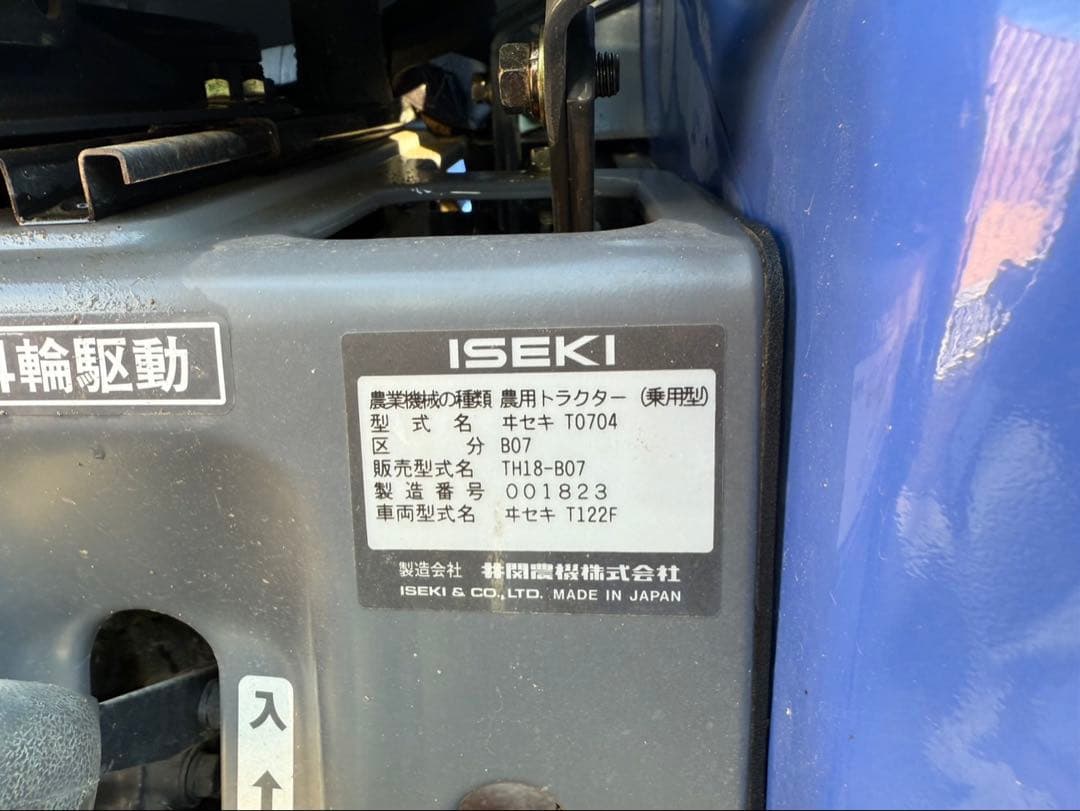 4輪駆動
ISEKI
農業機械の種類 農用トラクター (乗用型)
型式名 ヰセキ T0704
区分 B07
販売型式名 TH18-B07
製造番号 001823
車両型式名 ヰセキ T122F
製造会社 井関農機株式会社
ISEKI & CO., LTD. MADE IN JAPAN
入
↑